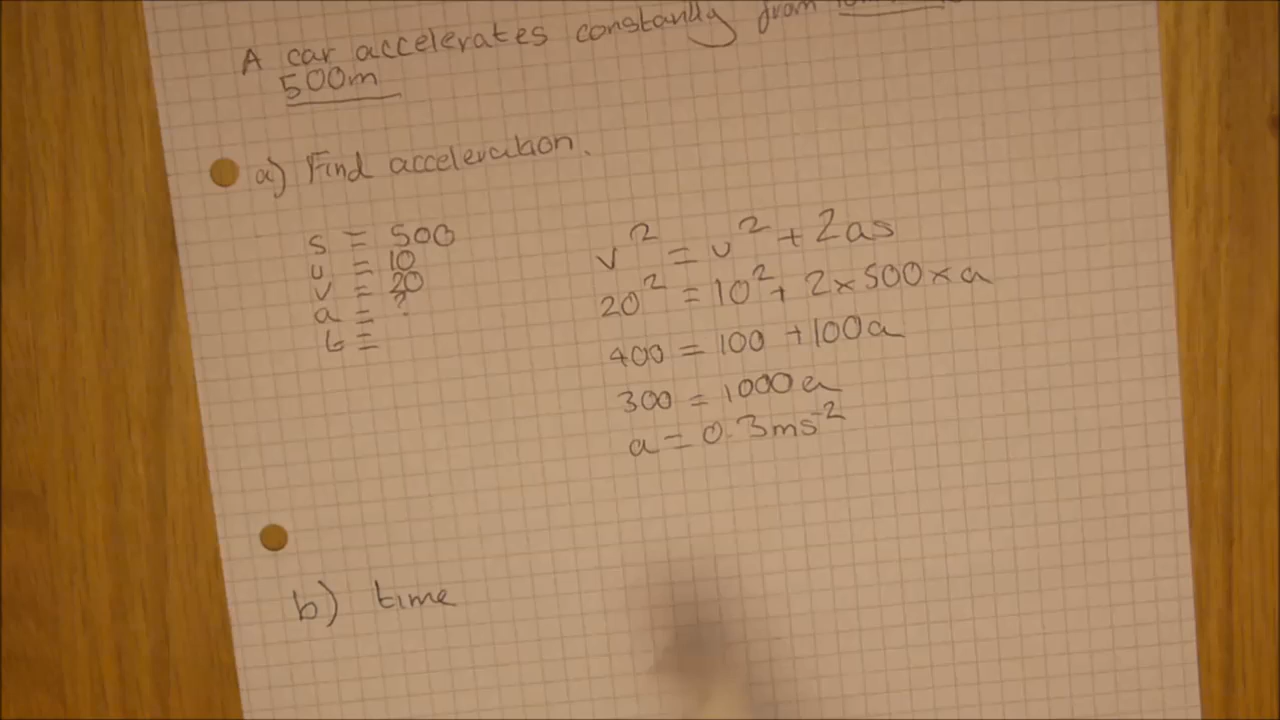 A car accelerates constantly from
500m
a) Find acceleration.
s = 500
u = 10
v = 20
a = ?
t =
v² = u² + 2as
20² = 10² + 2×500×a
400 = 100 + 100a
300 = 1000a
a = 0.3ms⁻²
b) time